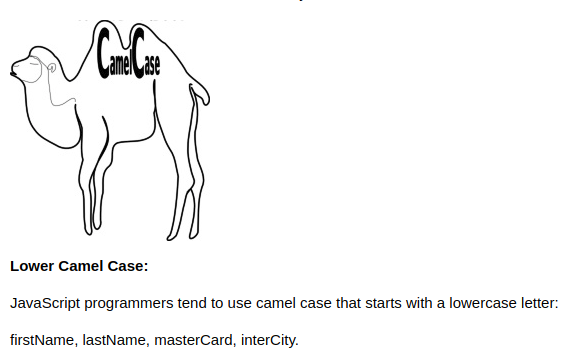 CamelCase
Lower Camel Case:
JavaScript programmers tend to use camel case that starts with a lowercase letter:
firstName, lastName, masterCard, interCity.